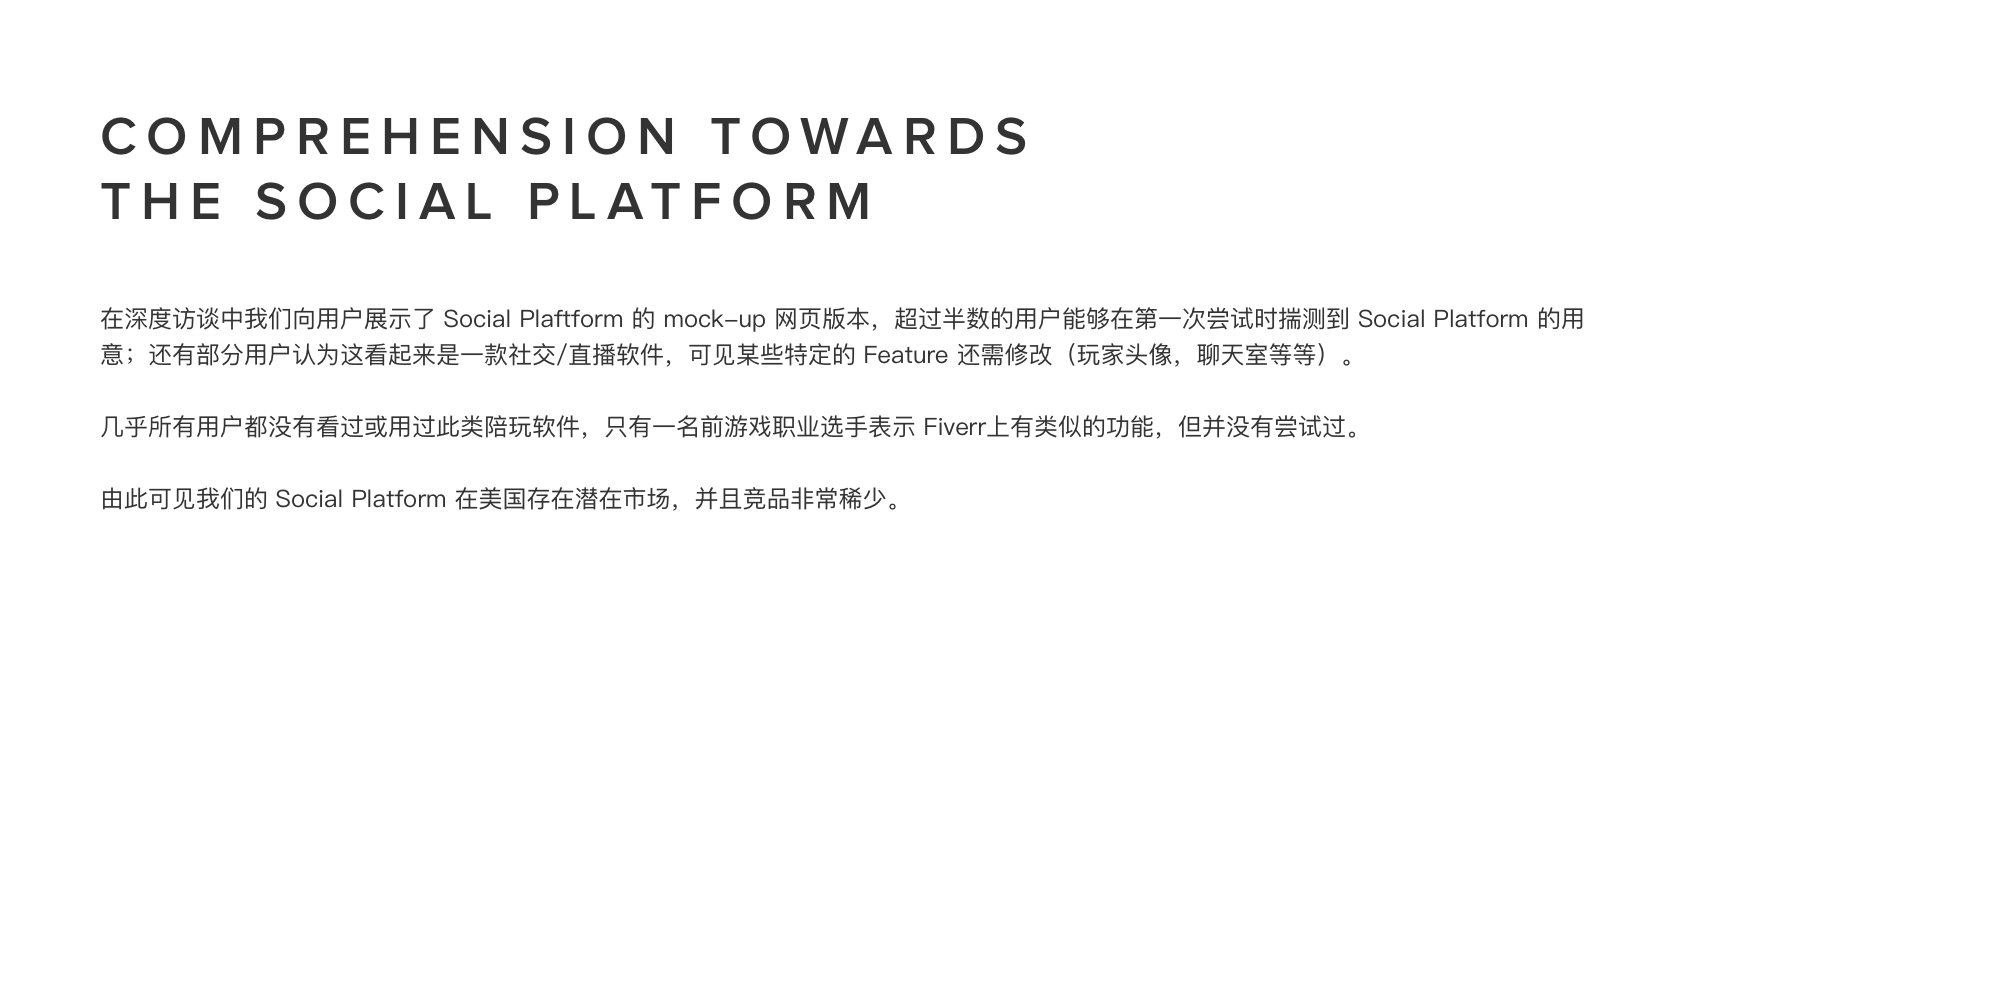 COMPREHENSION TOWARDS
THE SOCIAL PLATFORM
在深度访谈中我们向用户展示了 Social Plaftform 的 mock-up 网页版本，超过半数的用户能够在第一次尝试时揣测到 Social Platform 的用
意；还有部分用户认为这看起来是一款社交/直播软件，可见某些特定的 Feature 还需修改（玩家头像，聊天室等等）。
几乎所有用户都没有看过或用过此类陪玩软件，只有一名前游戏职业选手表示 Fiverr上有类似的功能，但并没有尝试过。
由此可见我们的 Social Platform 在美国存在潜在市场，并且竞品非常稀少。